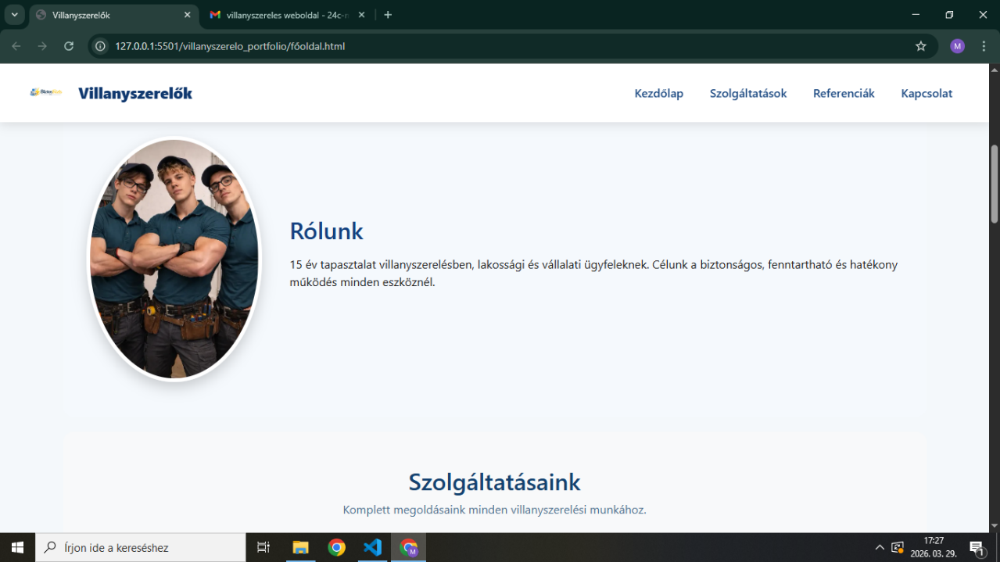 Villanyszerelők
villanyszereles weboldal - 24c-n
127.0.0.1:5501/villanyszerelo_portfolio/főoldal.html
M
Villanyszerelők
Kezdőlap
Szolgáltatások
Referenciák
Kapcsolat
Rólunk
15 év tapasztalat villanyszerelésben, lakossági és vállalati ügyfeleknek. Célunk a biztonságos, fenntartható és hatékony
működés minden eszköznél.
Szolgáltatásaink
Komplett megoldásaink minden villanyszerelési munkához.
Írjon ide a kereséshez
M
17:27
2026. 03. 29.
1